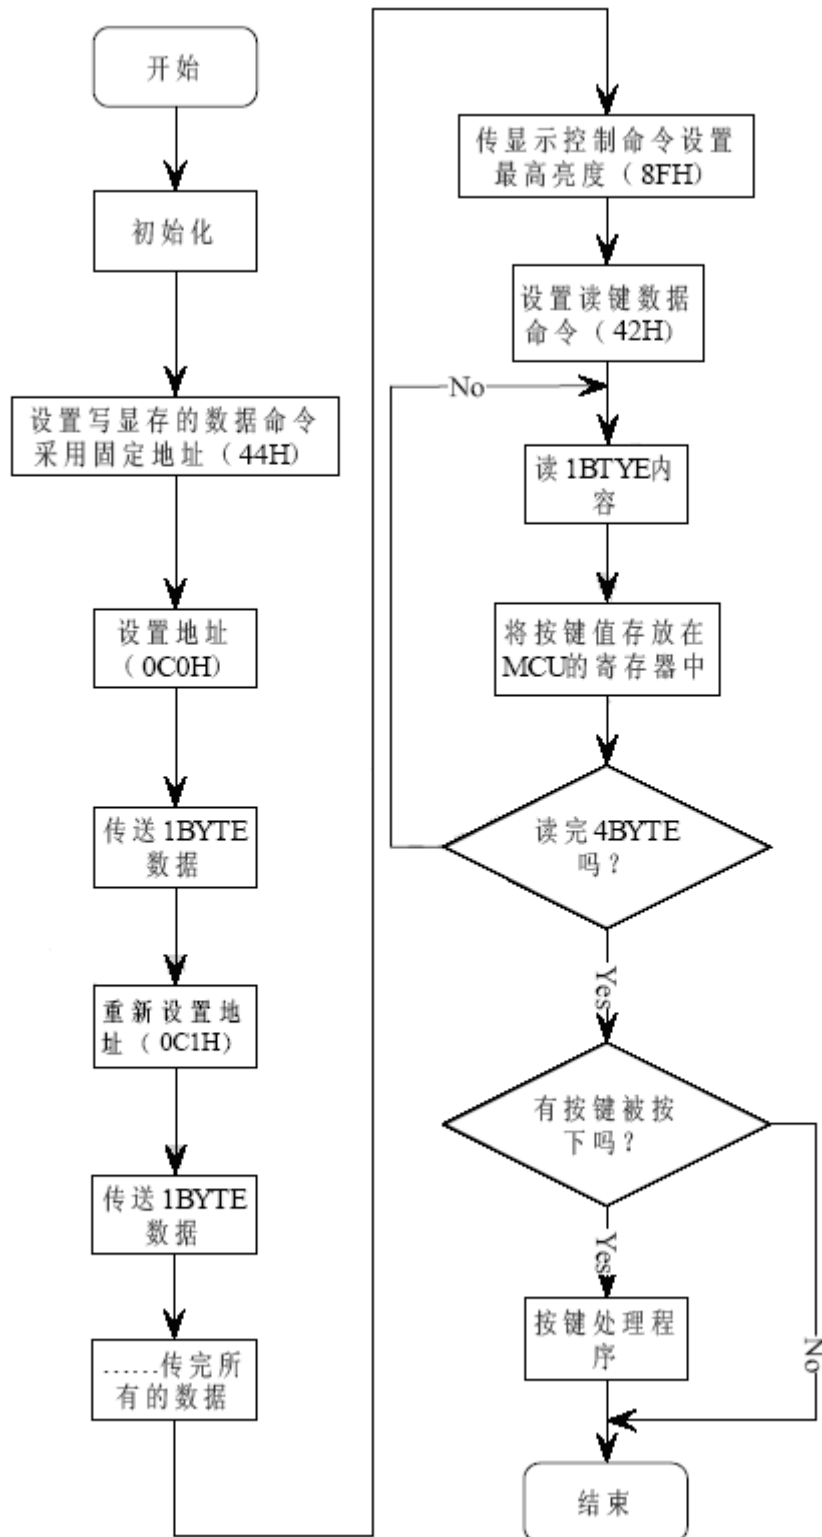 开始
初始化
设置写显存的数据命令
采用固定地址（44H）
设置地址
（0C0H）
传送1BYTE
数据
重新设置地
址（0C1H）
传送1BYTE
数据
......传完所
有的数据
传显示控制命令设置
最高亮度（8FH）
设置读键数据
命令（42H）
No
读1BTYE内
容
将按键值存放在
MCU的寄存器中
读完4BYTE
吗？
Yes
有按键被按
下吗？
Yes
按键处理程
序
No
结束